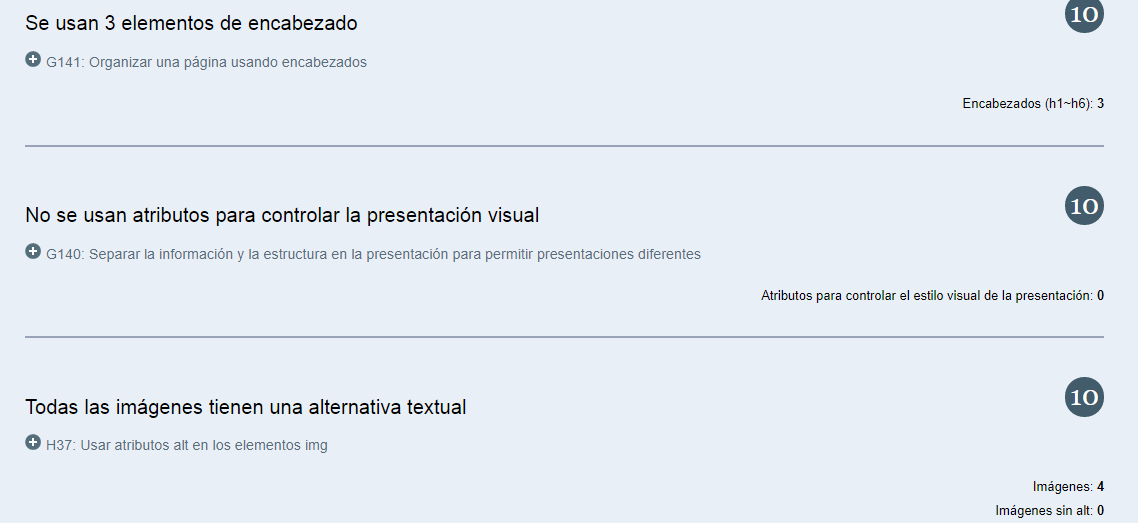 Se usan 3 elementos de encabezado
10
G141: Organizar una página usando encabezados
Encabezados (h1~h6): 3
No se usan atributos para controlar la presentación visual
10
G140: Separar la información y la estructura en la presentación para permitir presentaciones diferentes
Atributos para controlar el estilo visual de la presentación: 0
Todas las imágenes tienen una alternativa textual
10
H37: Usar atributos alt en los elementos img
Imágenes: 4
Imágenes sin alt: 0